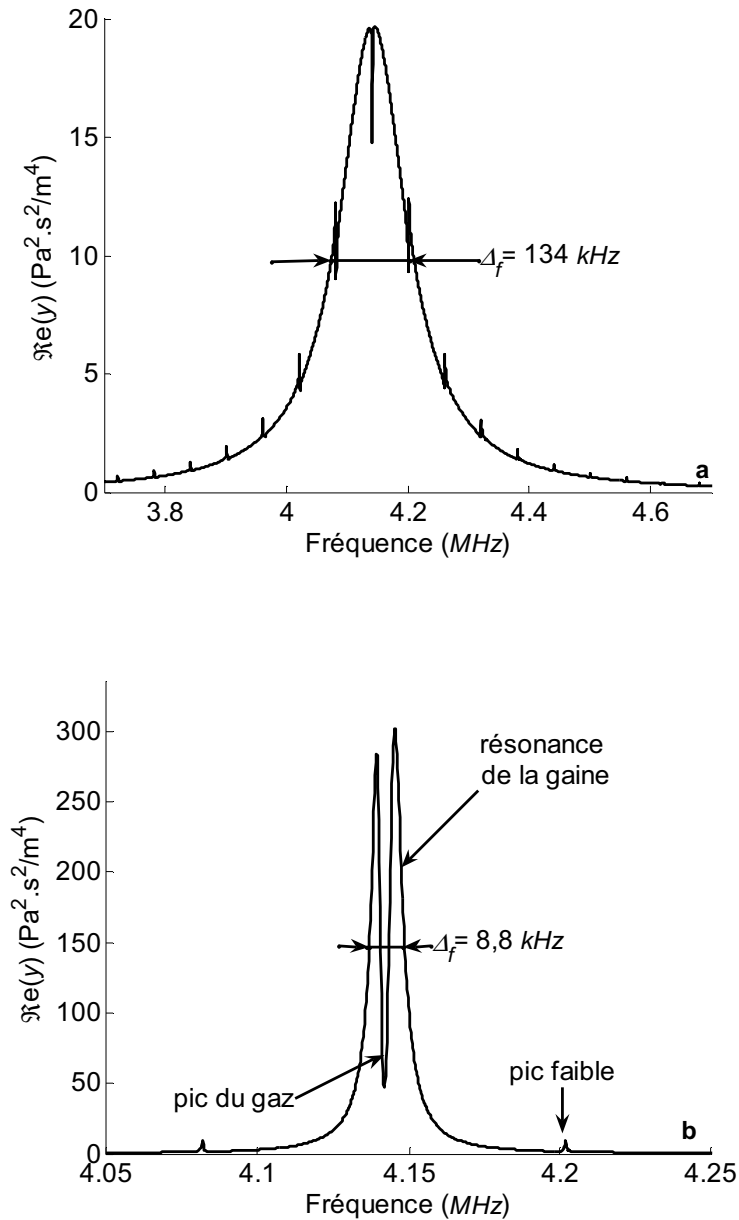 20
15
10
5
0
ℜe(y) (Pa².s²/m⁴)
Δf= 134 kHz
a
3.8 4 4.2 4.4 4.6
Fréquence (MHz)
300
250
200
150
100
50
0
ℜe(y) (Pa².s²/m⁴)
résonance
de la gaine
Δf= 8,8 kHz
pic du gaz
pic faible
b
4.05 4.1 4.15 4.2 4.25
Fréquence (MHz)